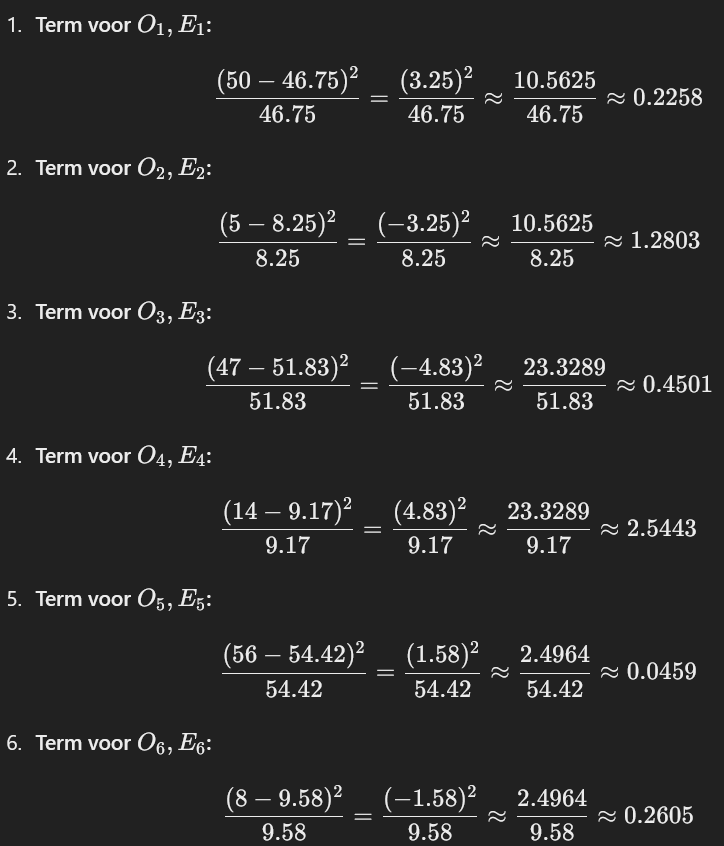 1. Term voor O₁, E₁:
(50 − 46.75)² / 46.75 = (3.25)² / 46.75 ≈ 10.5625 / 46.75 ≈ 0.2258
2. Term voor O₂, E₂:
(5 − 8.25)² / 8.25 = (−3.25)² / 8.25 ≈ 10.5625 / 8.25 ≈ 1.2803
3. Term voor O₃, E₃:
(47 − 51.83)² / 51.83 = (−4.83)² / 51.83 ≈ 23.3289 / 51.83 ≈ 0.4501
4. Term voor O₄, E₄:
(14 − 9.17)² / 9.17 = (4.83)² / 9.17 ≈ 23.3289 / 9.17 ≈ 2.5443
5. Term voor O₅, E₅:
(56 − 54.42)² / 54.42 = (1.58)² / 54.42 ≈ 2.4964 / 54.42 ≈ 0.0459
6. Term voor O₆, E₆:
(8 − 9.58)² / 9.58 = (−1.58)² / 9.58 ≈ 2.4964 / 9.58 ≈ 0.2605